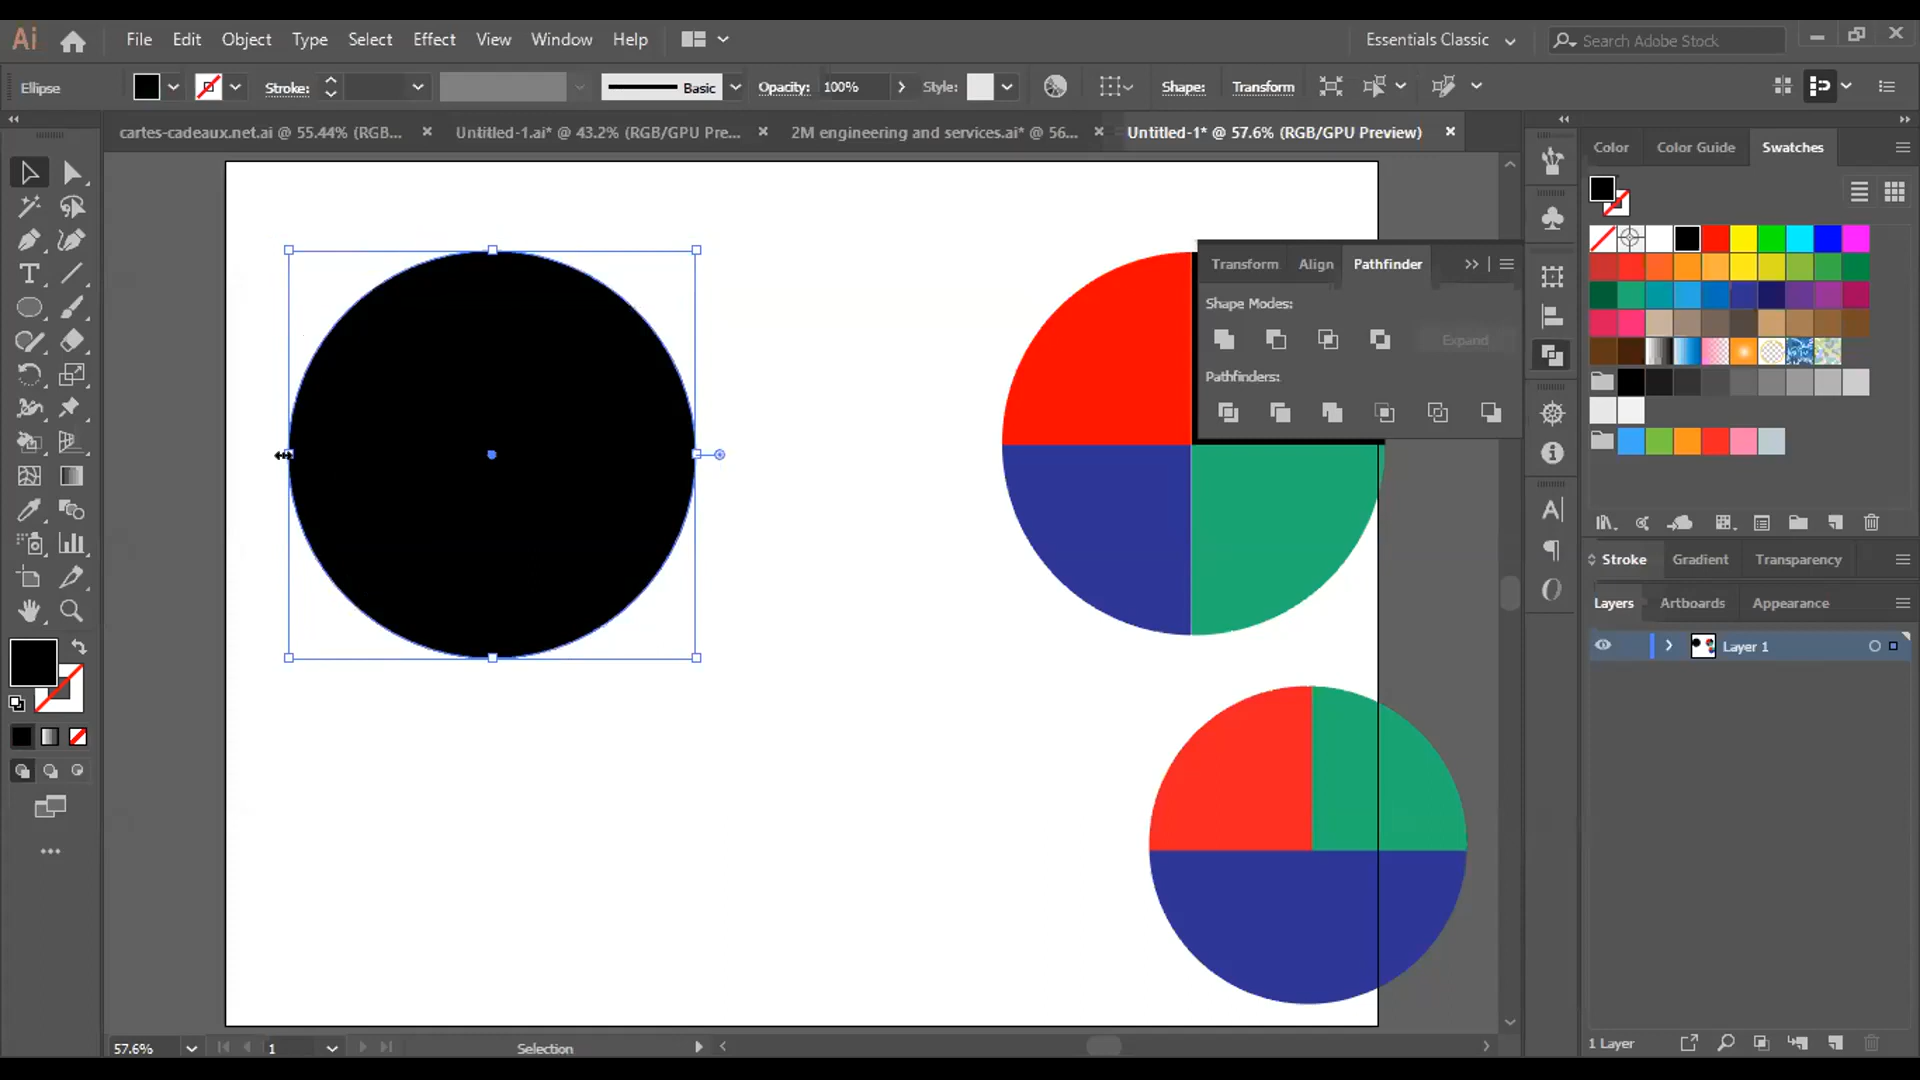 Ai File Edit Object Type Select Effect View Window Help Essentials Classic Search Adobe Stock
Ellipse Stroke: Basic Opacity: 100% Style: Shape: Transform
cartes-cadeaux.net.ai @ 55.44% (RGB... Untitled-1.ai* @ 43.2% (RGB/GPU Pre... 2M engineering and services.ai* @ 56... Untitled-1* @ 57.6% (RGB/GPU Preview)
Color Color Guide Swatches
Transform Align Pathfinder
Shape Modes:
Expand
Pathfinders:
Stroke Gradient Transparency
Layers Artboards Appearance
Layer 1
57.6% 1 Selection 1 Layer